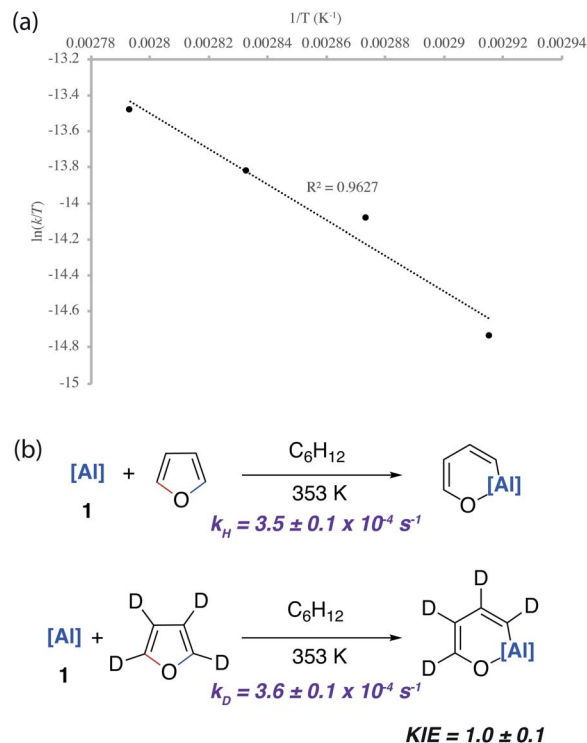 (a)
1/T (K⁻¹)
0.00278 0.0028 0.00282 0.00284 0.00286 0.00288 0.0029 0.00292 0.00294
-13.2
-13.4
-13.6
-13.8
-14
-14.2
-14.4
-14.6
-14.8
-15
ln(k/T)
R² = 0.9627
(b)
[Al] + O C₆H₁₂ O [Al]
1 353 K
k_H = 3.5 ± 0.1 x 10⁻⁴ s⁻¹
D D D
[Al] + D O D C₆H₁₂ D D [Al]
1 353 K D O
k_D = 3.6 ± 0.1 x 10⁻⁴ s⁻¹
KIE = 1.0 ± 0.1